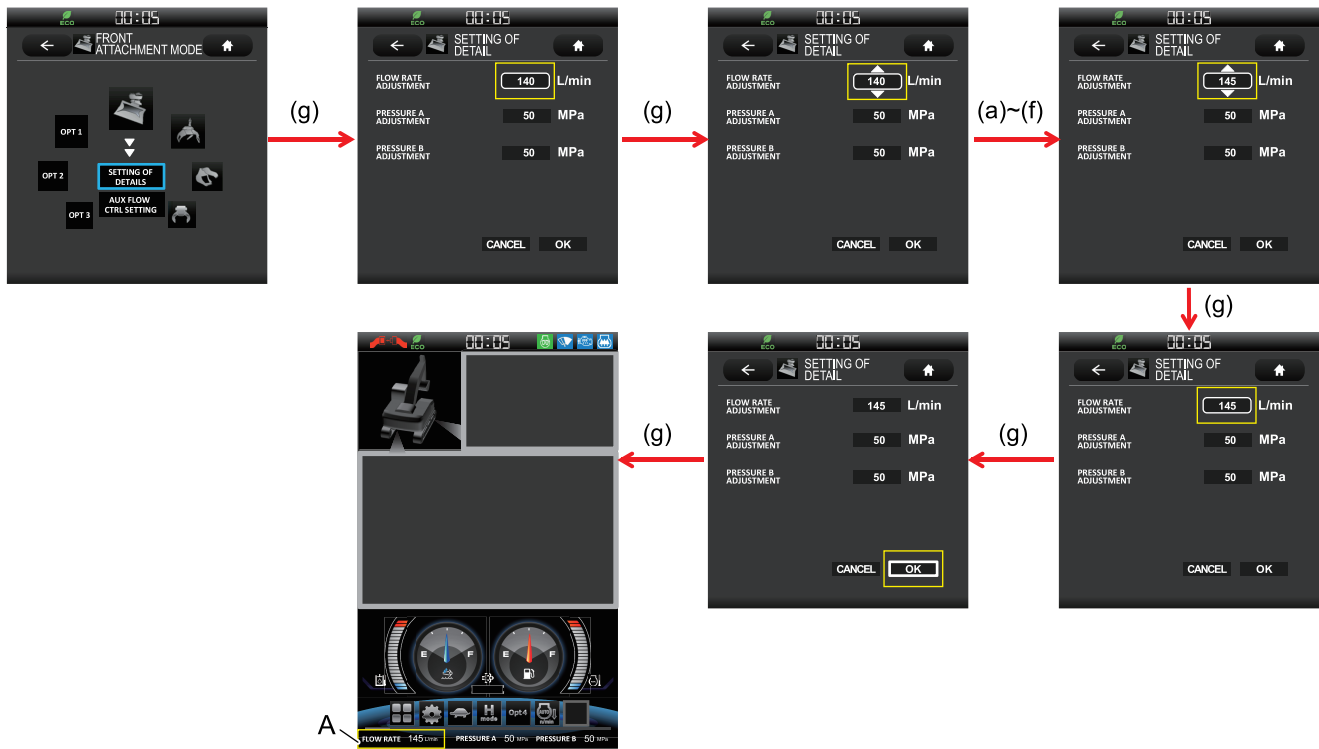 ECO 00:05
FRONT
ATTACHMENT MODE
OPT 1
OPT 2
SETTING OF
DETAILS
AUX FLOW
CTRL SETTING
OPT 3
(g)
ECO 00:05
SETTING OF
DETAIL
FLOW RATE
ADJUSTMENT
140 L/min
PRESSURE A
ADJUSTMENT
50 MPa
PRESSURE B
ADJUSTMENT
50 MPa
CANCEL OK
(g)
ECO 00:05
SETTING OF
DETAIL
FLOW RATE
ADJUSTMENT
140 L/min
PRESSURE A
ADJUSTMENT
50 MPa
PRESSURE B
ADJUSTMENT
50 MPa
CANCEL OK
(a)~(f)
ECO 00:05
SETTING OF
DETAIL
FLOW RATE
ADJUSTMENT
145 L/min
PRESSURE A
ADJUSTMENT
50 MPa
PRESSURE B
ADJUSTMENT
50 MPa
CANCEL OK
(g)
ECO 00:05
SETTING OF
DETAIL
FLOW RATE
ADJUSTMENT
145 L/min
PRESSURE A
ADJUSTMENT
50 MPa
PRESSURE B
ADJUSTMENT
50 MPa
CANCEL OK
(g)
ECO 00:05
SETTING OF
DETAIL
FLOW RATE
ADJUSTMENT
145 L/min
PRESSURE A
ADJUSTMENT
50 MPa
PRESSURE B
ADJUSTMENT
50 MPa
CANCEL OK
(g)
ECO 00:05
E F E F
H
mode
Opt4
AUTO
A
FLOW RATE 145 L/min PRESSURE A 50 MPa PRESSURE B 50 MPa